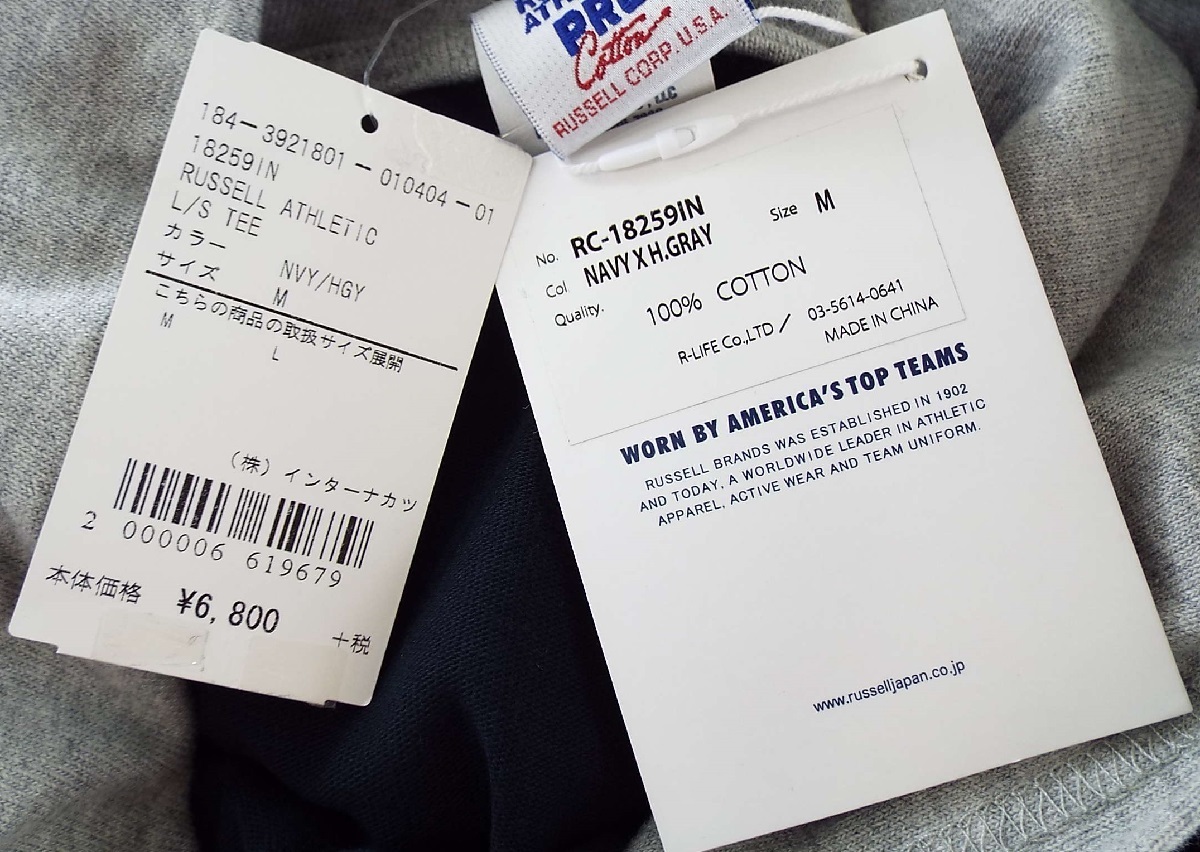 PRO
Cotton
RUSSELL CORP. U.S.A.
LLC
184-3921801-010404-01
18259IN
RUSSELL ATHLETIC
L/S TEE
カラー NVY/HGY
サイズ M
こちらの商品の取扱サイズ展開
M L
(株)インターナカツ
2 000006 619679
本体価格 ¥6,800 +税
No. RC-18259IN Size M
Col. NAVY X H.GRAY
Quality. 100% COTTON
R-LIFE Co.,LTD / 03-5614-0641
MADE IN CHINA
WORN BY AMERICA'S TOP TEAMS
RUSSELL BRANDS WAS ESTABLISHED IN 1902
AND TODAY, A WORLDWIDE LEADER IN ATHLETIC
APPAREL, ACTIVE WEAR AND TEAM UNIFORM.
www.russelljapan.co.jp